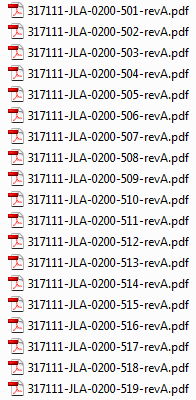 317111-JLA-0200-501-revA.pdf
317111-JLA-0200-502-revA.pdf
317111-JLA-0200-503-revA.pdf
317111-JLA-0200-504-revA.pdf
317111-JLA-0200-505-revA.pdf
317111-JLA-0200-506-revA.pdf
317111-JLA-0200-507-revA.pdf
317111-JLA-0200-508-revA.pdf
317111-JLA-0200-509-revA.pdf
317111-JLA-0200-510-revA.pdf
317111-JLA-0200-511-revA.pdf
317111-JLA-0200-512-revA.pdf
317111-JLA-0200-513-revA.pdf
317111-JLA-0200-514-revA.pdf
317111-JLA-0200-515-revA.pdf
317111-JLA-0200-516-revA.pdf
317111-JLA-0200-517-revA.pdf
317111-JLA-0200-518-revA.pdf
317111-JLA-0200-519-revA.pdf